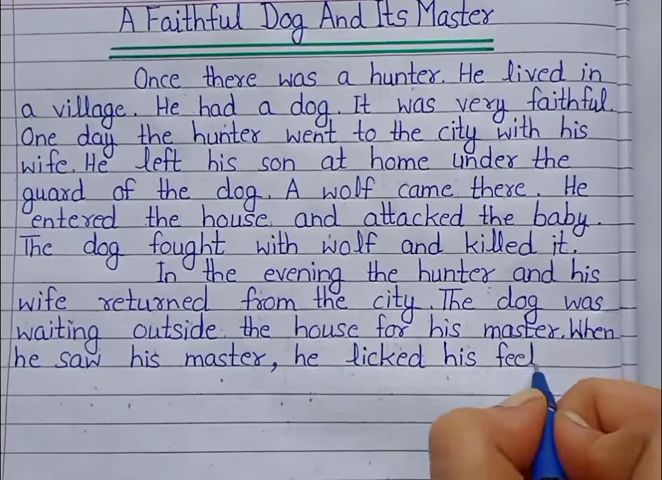 A Faithful Dog And Its Master
Once there was a hunter. He lived in
a village. He had a dog. It was very faithful.
One day the hunter went to the city with his
wife. He left his son at home under the
guard of the dog. A wolf came there. He
entered the house and attacked the baby.
The dog fought with wolf and killed it.
In the evening the hunter and his
wife returned from the city. The dog was
waiting outside the house for his master. When
he saw his master, he licked his feet